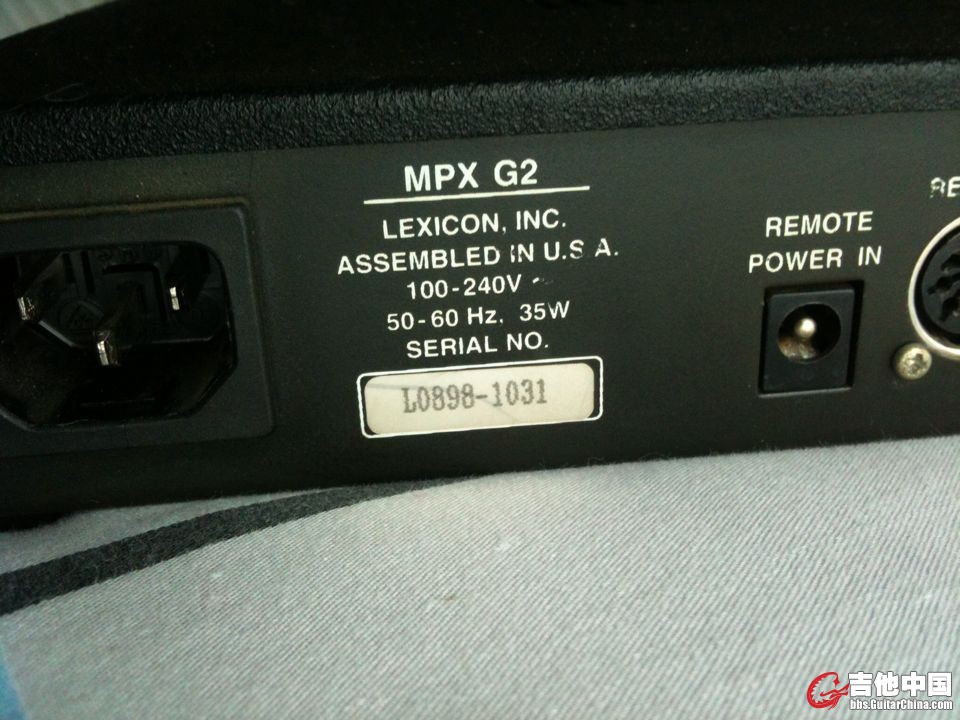 MPX G2
LEXICON, INC.
ASSEMBLED IN U.S.A.
100-240V ~
50-60 Hz, 35W
SERIAL NO.
L0898-1031
REMOTE
POWER IN
吉他中国
bbs.GuitarChina.com